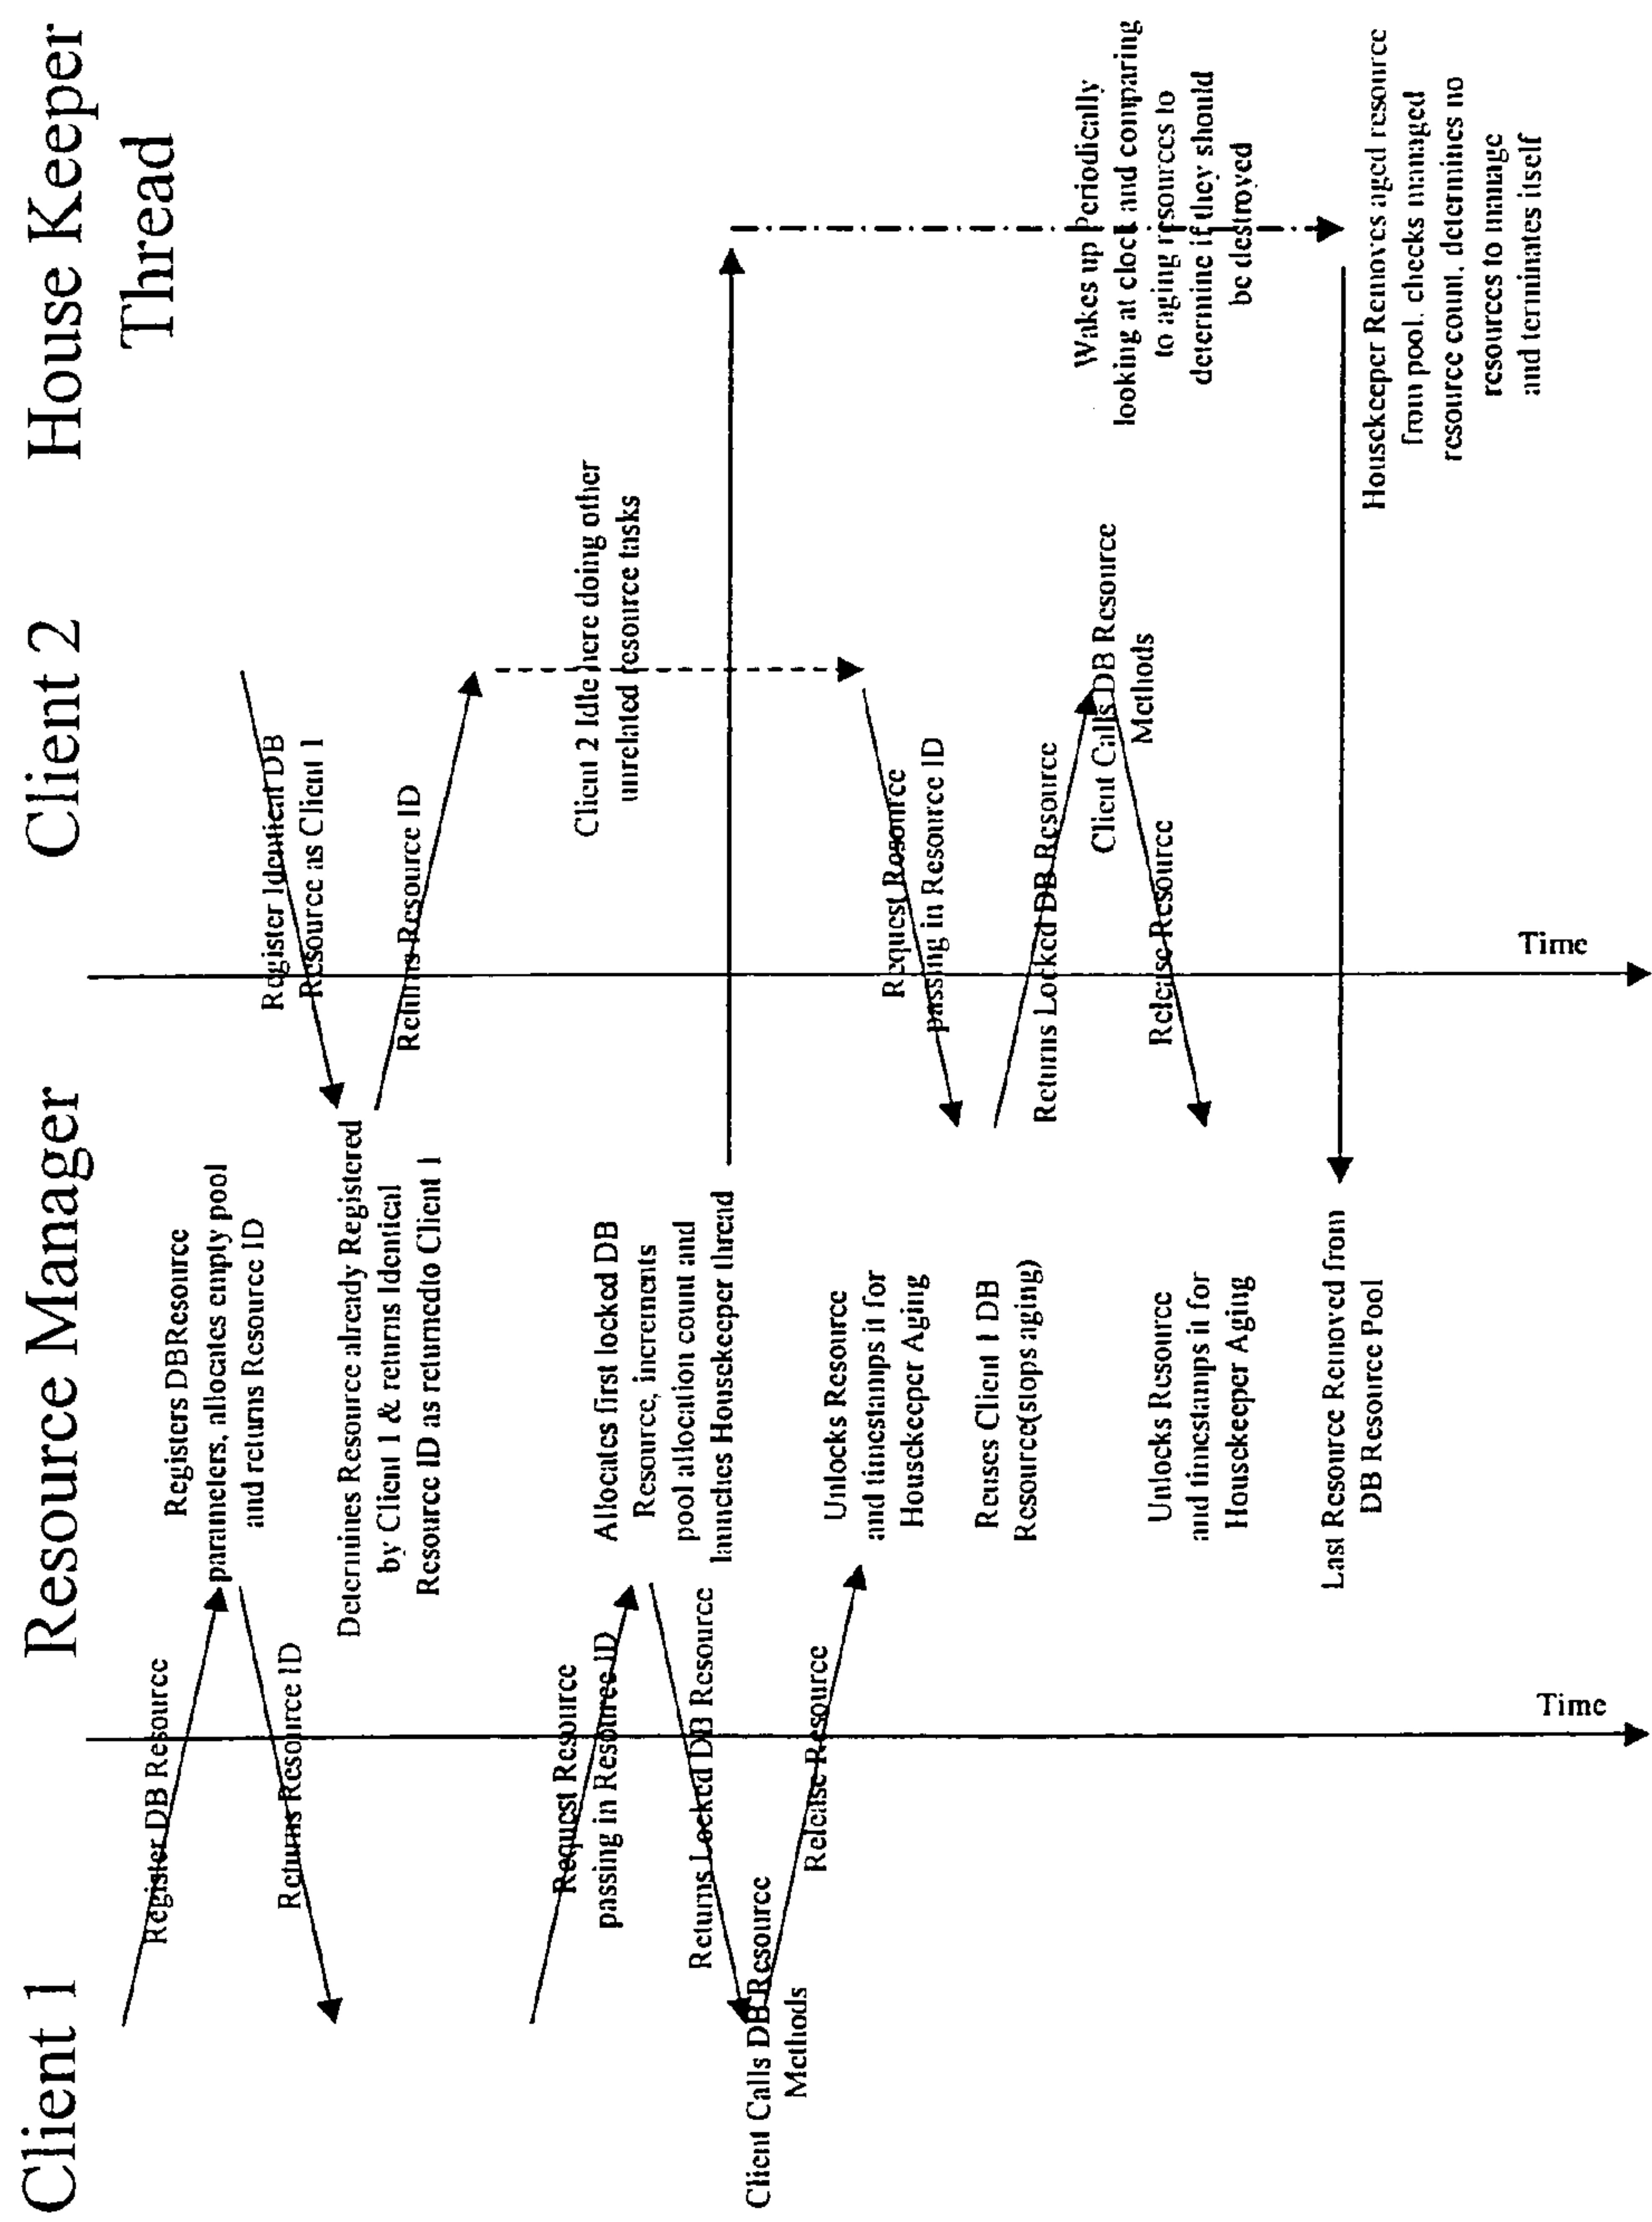 Client 1
Resource Manager
Client 2
House Keeper
Thread
Register DB Resource
Registers DBResource
parameters, allocates empty pool
and returns Resource ID
Returns Resource ID
Register Identical DB
Resource as Client 1
Determines Resource already Registered
by Client 1 & returns Identical
Resource ID as returnedto Client 1
Returns Resource ID
Request Resource
passing in Resource ID
Allocates first locked DB
Resource, increments
pool allocation count and
launches Housekeeper thread
Client 2 Idle here doing other
unrelated resource tasks
Returns Locked DB Resource
Client Calls DB Resource
Methods
Release Resource
Unlocks Resource
and timestamps it for
Housekeeper Aging
Request Resource
passing in Resource ID
Reuses Client 1 DB
Resource(stops aging)
Returns Locked DB Resource
Client Calls DB Resource
Methods
Wakes up Periodically
looking at clock and comparing
to aging resources to
determine if they should
be destroyed
Release Resource
Unlocks Resource
and timestamps it for
Housekeeper Aging
Last Resource Removed from
DB Resource Pool
Housekeeper Removes aged resource
from pool, checks managed
resource count, determines no
resources to manage
and terminates itself
Time
Time